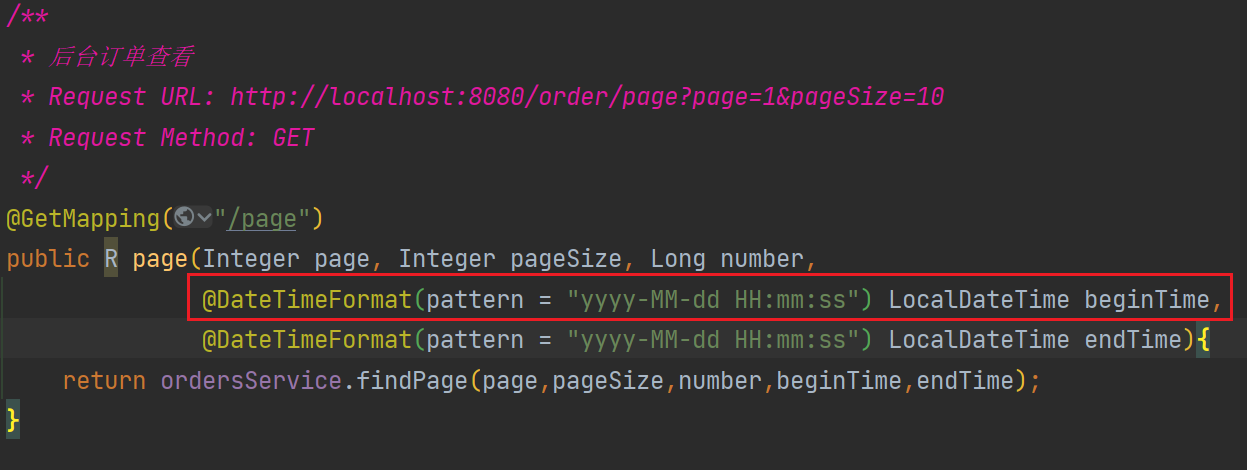 /**
 * 后台订单查看
 * Request URL: http://localhost:8080/order/page?page=1&pageSize=10
 * Request Method: GET
 */
@GetMapping("/page")
public R page(Integer page, Integer pageSize, Long number,
@DateTimeFormat(pattern = "yyyy-MM-dd HH:mm:ss") LocalDateTime beginTime,
@DateTimeFormat(pattern = "yyyy-MM-dd HH:mm:ss") LocalDateTime endTime){
return ordersService.findPage(page,pageSize,number,beginTime,endTime);
}